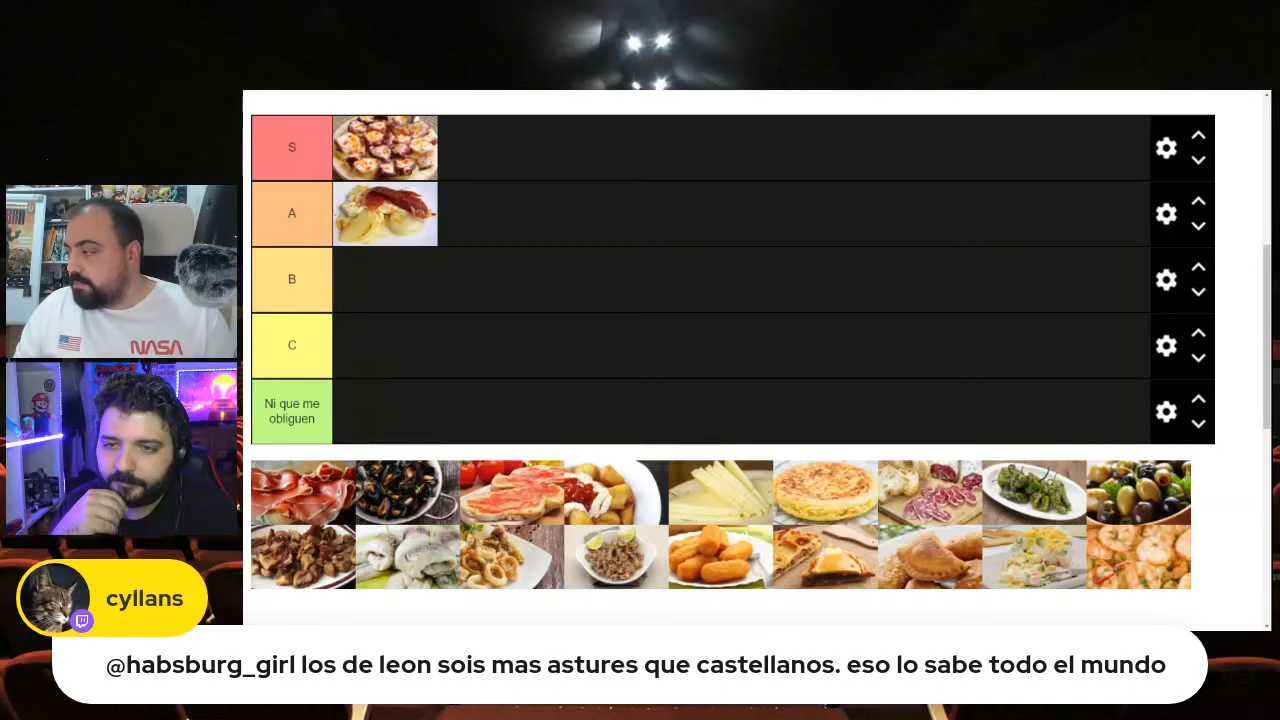 S
A
B
C
Ni que me
obliguen
NASA
cyllans
@habsburg_girl los de leon sois mas astures que castellanos. eso lo sabe todo el mundo